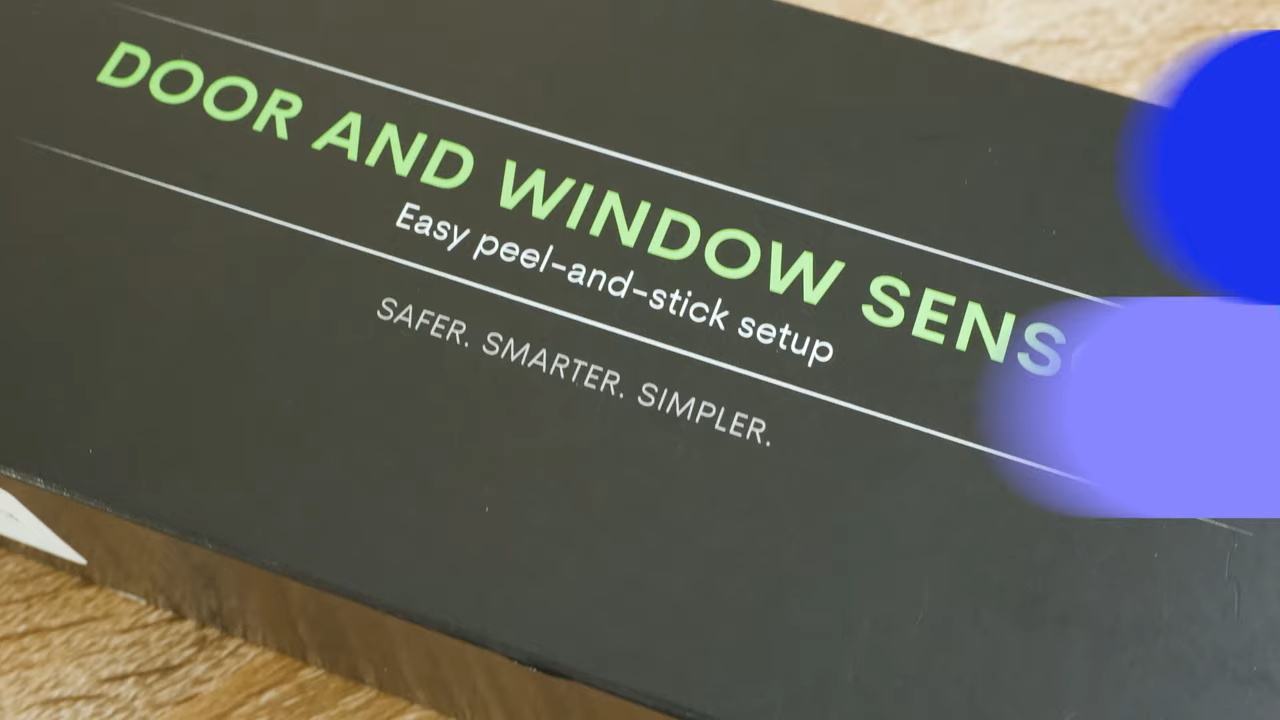 DOOR AND WINDOW SENS
Easy peel-and-stick setup
SAFER. SMARTER. SIMPLER.